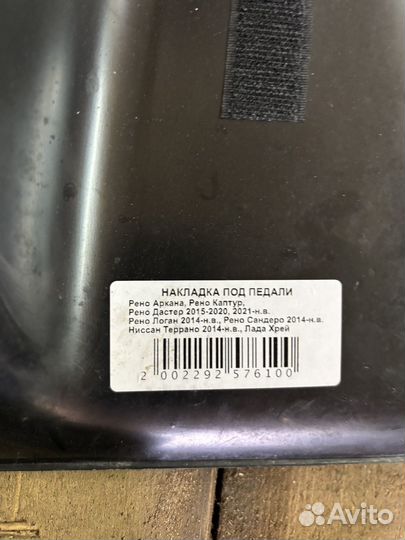 НАКЛАДКА ПОД ПЕДАЛИ
Рено Аркана, Рено Каптур,
Рено Дастер 2015-2020, 2021-н.в.
Рено Логан 2014-н.в., Рено Сандеро 2014-н.в.
Ниссан Террано 2014-н.в., Лада Хрей
2 002292 576100
Avito